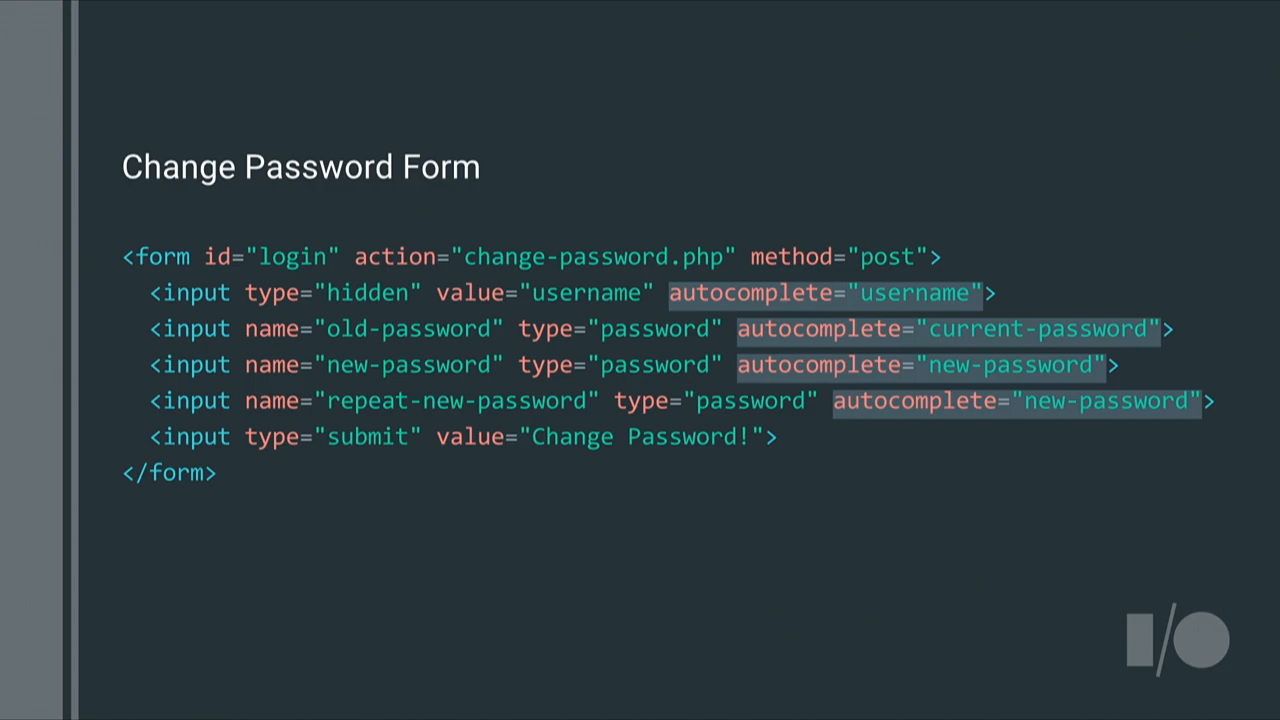 Change Password Form
<form id="login" action="change-password.php" method="post">
<input type="hidden" value="username" autocomplete="username">
<input name="old-password" type="password" autocomplete="current-password">
<input name="new-password" type="password" autocomplete="new-password">
<input name="repeat-new-password" type="password" autocomplete="new-password">
<input type="submit" value="Change Password!">
</form>
I/O